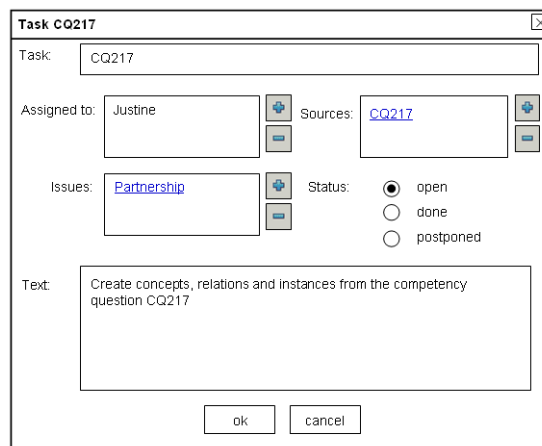 Task CQ217
Task: CQ217
Assigned to: Justine Sources: CQ217
Issues: Partnership Status: open
done
postponed
Text: Create concepts, relations and instances from the competency
question CQ217
ok cancel